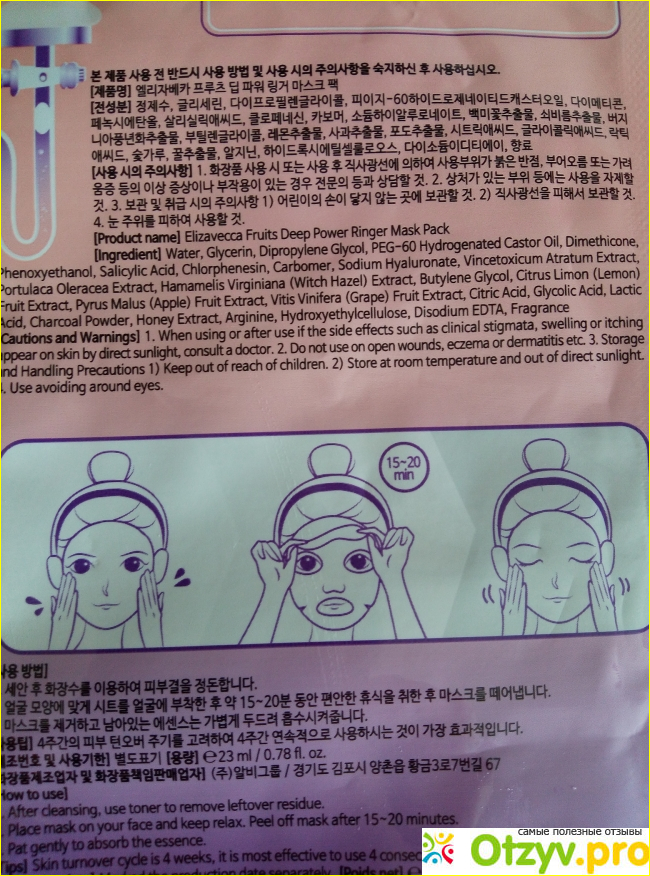 본 제품 사용 전 반드시 사용 방법 및 사용 시의 주의사항을 숙지하신 후 사용하십시오.
[제품명] 엘리자베카 프루츠 딥 파워 링거 마스크 팩
[전성분] 정제수, 글리세린, 다이프로필렌글라이콜, 피이지-60하이드로제네이티드캐스터오일, 다이메티콘,
페녹시에탄올, 살리실릭애씨드, 클로페네신, 카보머, 소듐하이알루로네이트, 백미꽃추출물, 쇠비름추출물, 버지
니아풍년화추출물, 부틸렌글라이콜, 레몬추출물, 사과추출물, 포도추출물, 시트릭애씨드, 글라이콜릭애씨드, 락틱
애씨드, 숯가루, 꿀추출물, 알지닌, 하이드록시에틸셀룰로오스, 다이소듐이디티에이, 향료
[사용 시의 주의사항] 1. 화장품 사용 시 또는 사용 후 직사광선에 의하여 사용부위가 붉은 반점, 부어오름 또는 가려
움증 등의 이상 증상이나 부작용이 있는 경우 전문의 등과 상담할 것. 2. 상처가 있는 부위 등에는 사용을 자제할
것. 3. 보관 및 취급 시의 주의사항 1) 어린이의 손이 닿지 않는 곳에 보관할 것. 2) 직사광선을 피해서 보관할 것.
4. 눈 주위를 피하여 사용할 것.
[Product name] Elizavecca Fruits Deep Power Ringer Mask Pack
[Ingredient] Water, Glycerin, Dipropylene Glycol, PEG-60 Hydrogenated Castor Oil, Dimethicone,
Phenoxyethanol, Salicylic Acid, Chlorphenesin, Carbomer, Sodium Hyaluronate, Vincetoxicum Atratum Extract,
Portulaca Oleracea Extract, Hamamelis Virginiana (Witch Hazel) Extract, Butylene Glycol, Citrus Limon (Lemon)
Fruit Extract, Pyrus Malus (Apple) Fruit Extract, Vitis Vinifera (Grape) Fruit Extract, Citric Acid, Glycolic Acid, Lactic
Acid, Charcoal Powder, Honey Extract, Arginine, Hydroxyethylcellulose, Disodium EDTA, Fragrance
Cautions and Warnings] 1. When using or after use if the side effects such as clinical stigmata, swelling or itching
appear on skin by direct sunlight, consult a doctor. 2. Do not use on open wounds, eczema or dermatitis etc. 3. Storage
and Handling Precautions 1) Keep out of reach of children. 2) Store at room temperature and out of direct sunlight.
. Use avoiding around eyes.
15~20
min
사용 방법]
세안 후 화장수를 이용하여 피부결을 정돈합니다.
얼굴 모양에 맞게 시트를 얼굴에 부착한 후 약 15~20분 동안 편안한 휴식을 취한 후 마스크를 떼어냅니다.
마스크를 제거하고 남아있는 에센스는 가볍게 두드려 흡수시켜줍니다.
사용팁] 4주간의 피부 턴오버 주기를 고려하여 4주간 연속적으로 사용하시는 것이 가장 효과적입니다.
제조번호 및 사용기한] 별도표기 [용량] ℮ 23 ml / 0.78 fl. oz.
화장품제조업자 및 화장품책임판매업자] (주)알비그룹 / 경기도 김포시 양촌읍 황금3로7번길 67
How to use]
. After cleansing, use toner to remove leftover residue.
. Place mask on your face and keep relax. Peel off mask after 15~20 minutes.
. Pat gently to absorb the essence.
Tips] Skin turnover cycle is 4 weeks, it is most effective to use 4 consec
the production date separately. [Poids net] ℮
самые полезные отзывы
Otzyv.pro